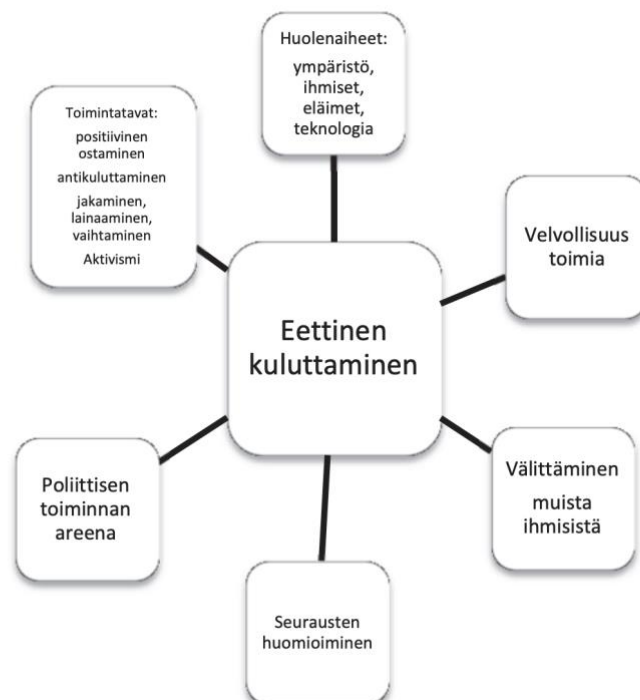 Huolenaiheet:
ympäristö,
ihmiset,
eläimet,
teknologia
Toimintatavat:
positiivinen
ostaminen
antikuluttaminen
jakaminen,
lainaaminen,
vaihtaminen
Aktivismi
Velvollisuus
toimia
Eettinen
kuluttaminen
Välittäminen
muista
ihmisistä
Poliittisen
toiminnan
areena
Seurausten
huomioiminen